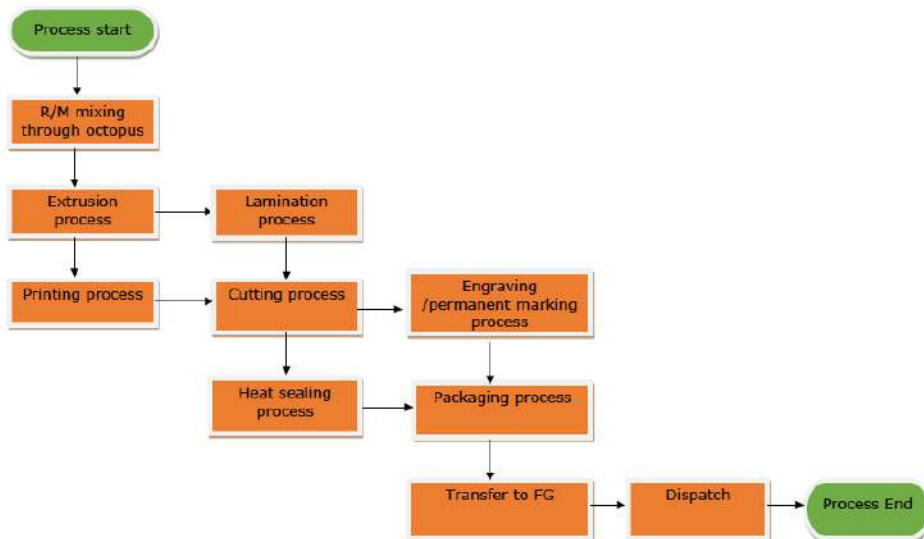 Process start
R/M mixing
through octopus
Extrusion
process
Lamination
process
Printing process
Cutting process
Engraving
/permanent marking
process
Heat sealing
process
Packaging process
Transfer to FG
Dispatch
Process End